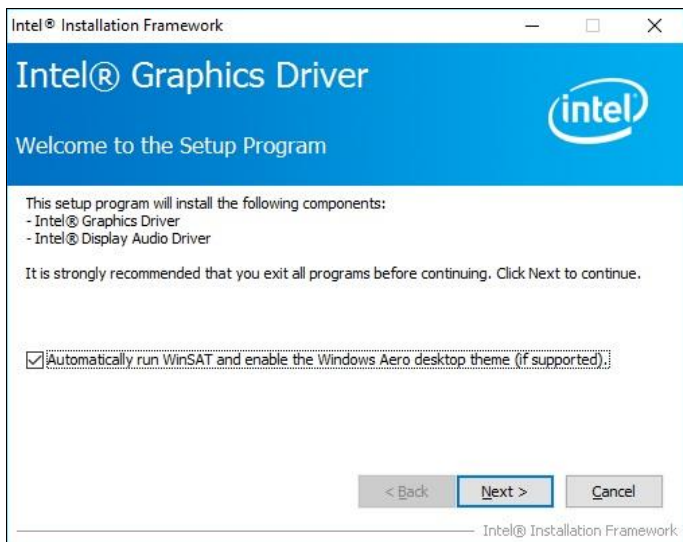 Intel® Installation Framework
Intel® Graphics Driver
intel
Welcome to the Setup Program
This setup program will install the following components:
- Intel® Graphics Driver
- Intel® Display Audio Driver
It is strongly recommended that you exit all programs before continuing. Click Next to continue.
Automatically run WinSAT and enable the Windows Aero desktop theme (if supported).
< Back Next > Cancel
Intel® Installation Framework